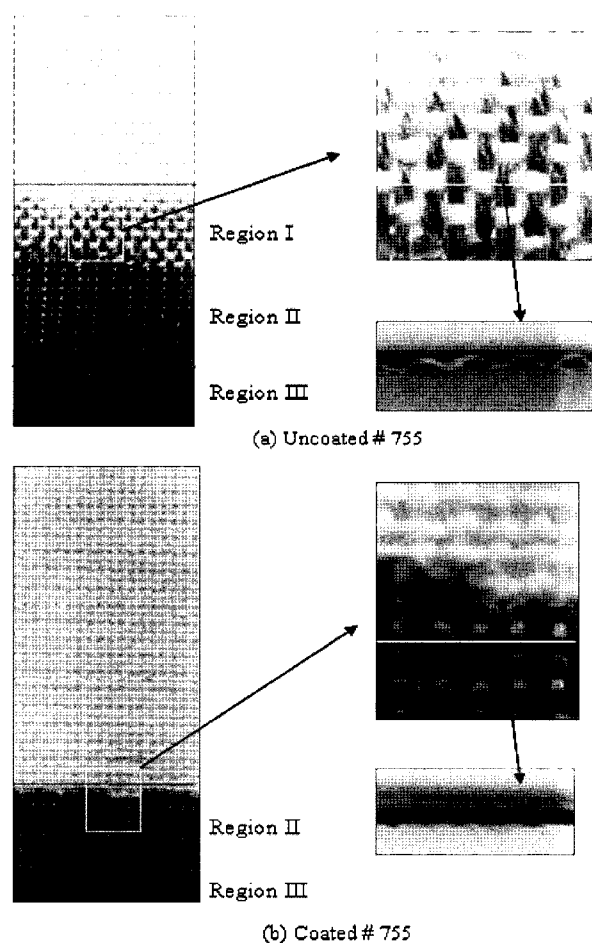 Region I
Region II
Region III
(a) Uncoated # 755
Region II
Region III
(b) Coated # 755